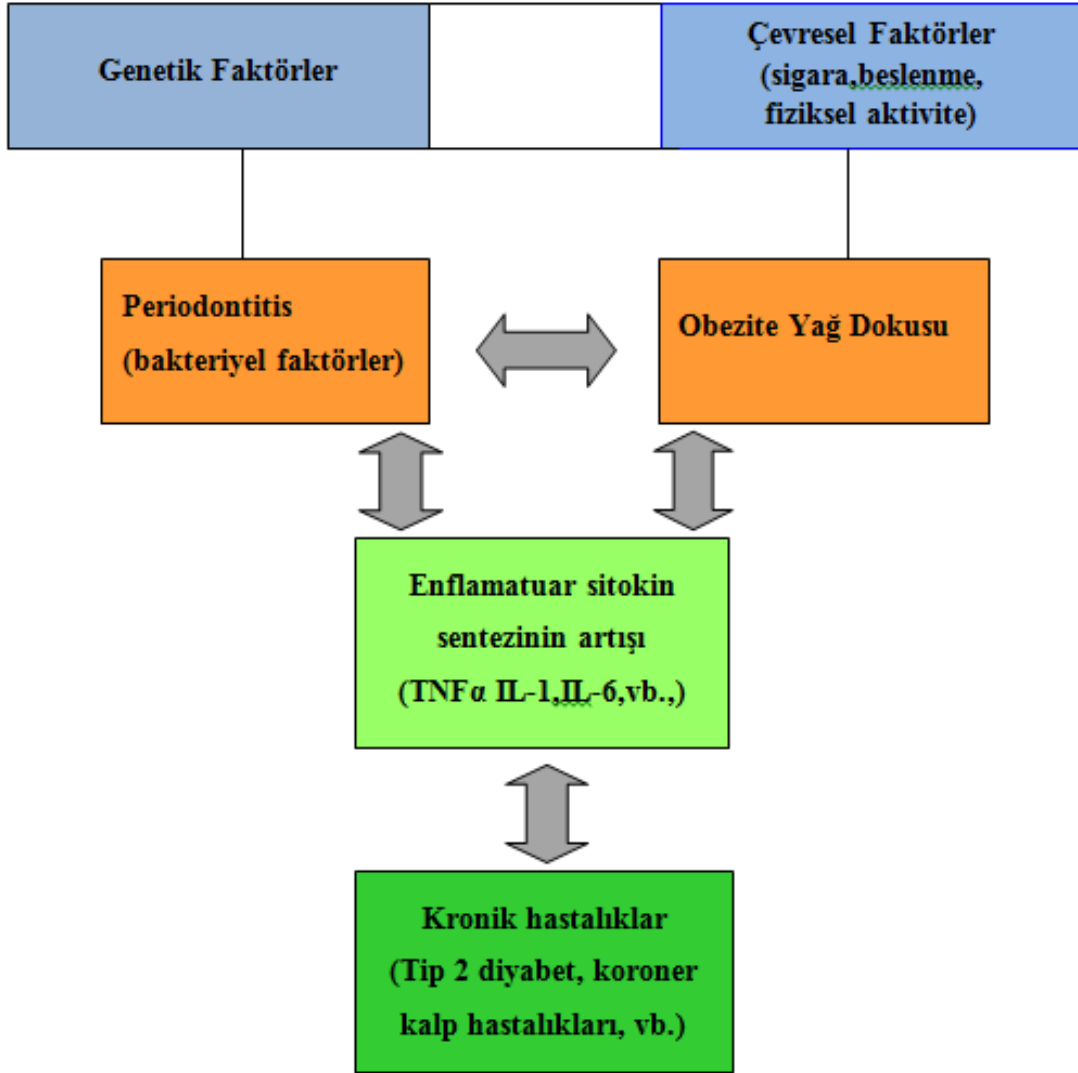 Genetik Faktörler
Çevresel Faktörler
(sigara,beslenme,
fiziksel aktivite)
Periodontitis
(bakteriyel faktörler)
Obezite Yağ Dokusu
Enflamatuar sitokin
sentezinin artışı
(TNFα IL-1,IL-6,vb.,)
Kronik hastalıklar
(Tip 2 diyabet, koroner
kalp hastalıkları, vb.)